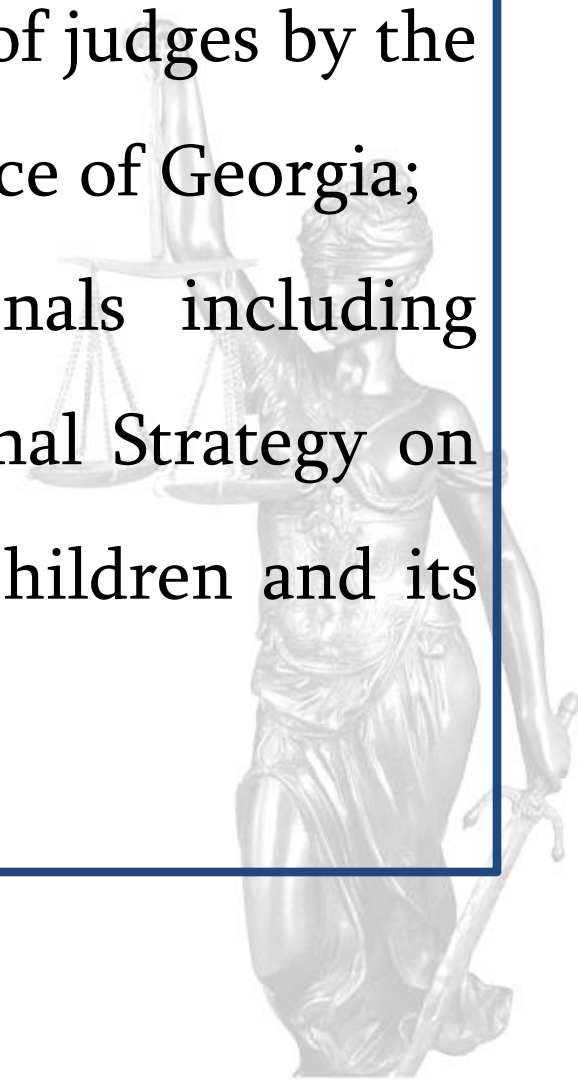 of judges by the
ce of Georgia;
nals including
nal Strategy on
hildren and its